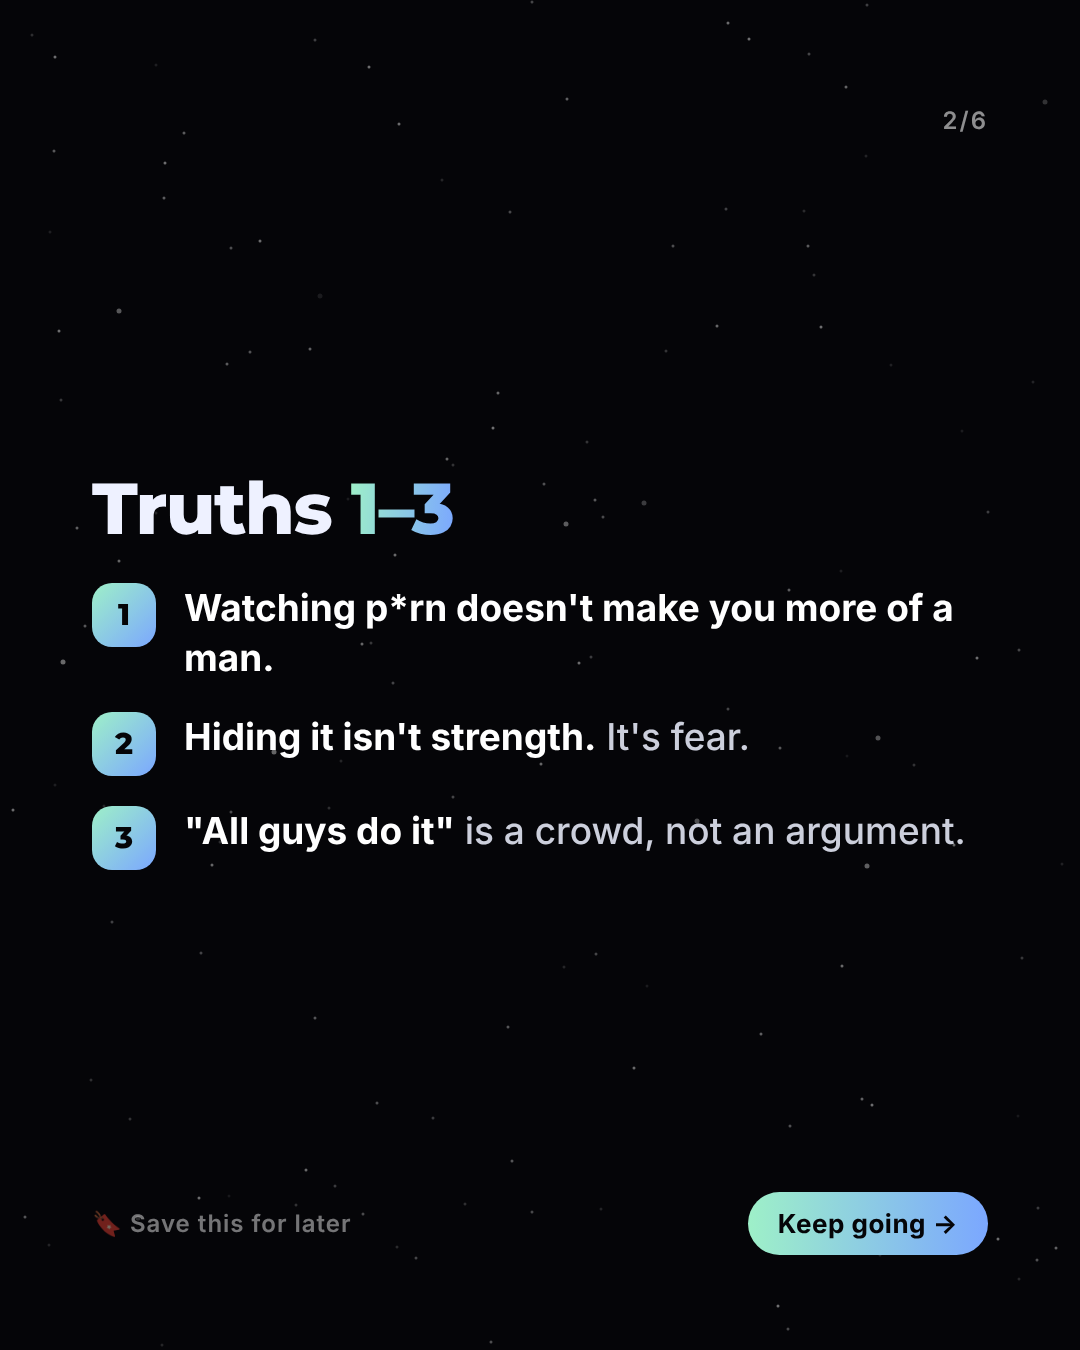 2/6
Truths 1–3
1
Watching p*rn doesn't make you more of a
man.
2
Hiding it isn't strength. It's fear.
3
"All guys do it" is a crowd, not an argument.
🔖 Save this for later
Keep going →